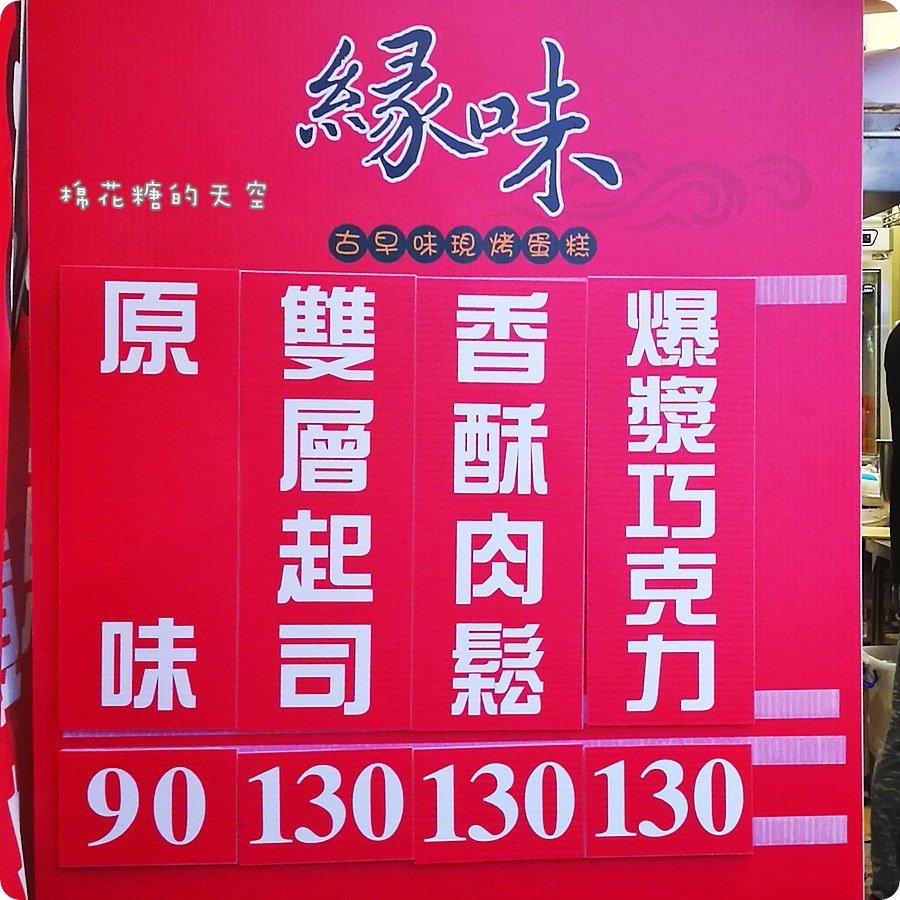 緣味
棉花糖的天空
古早味現烤蛋糕
原味
雙層起司
香酥肉鬆
爆漿巧克力
90
130
130
130